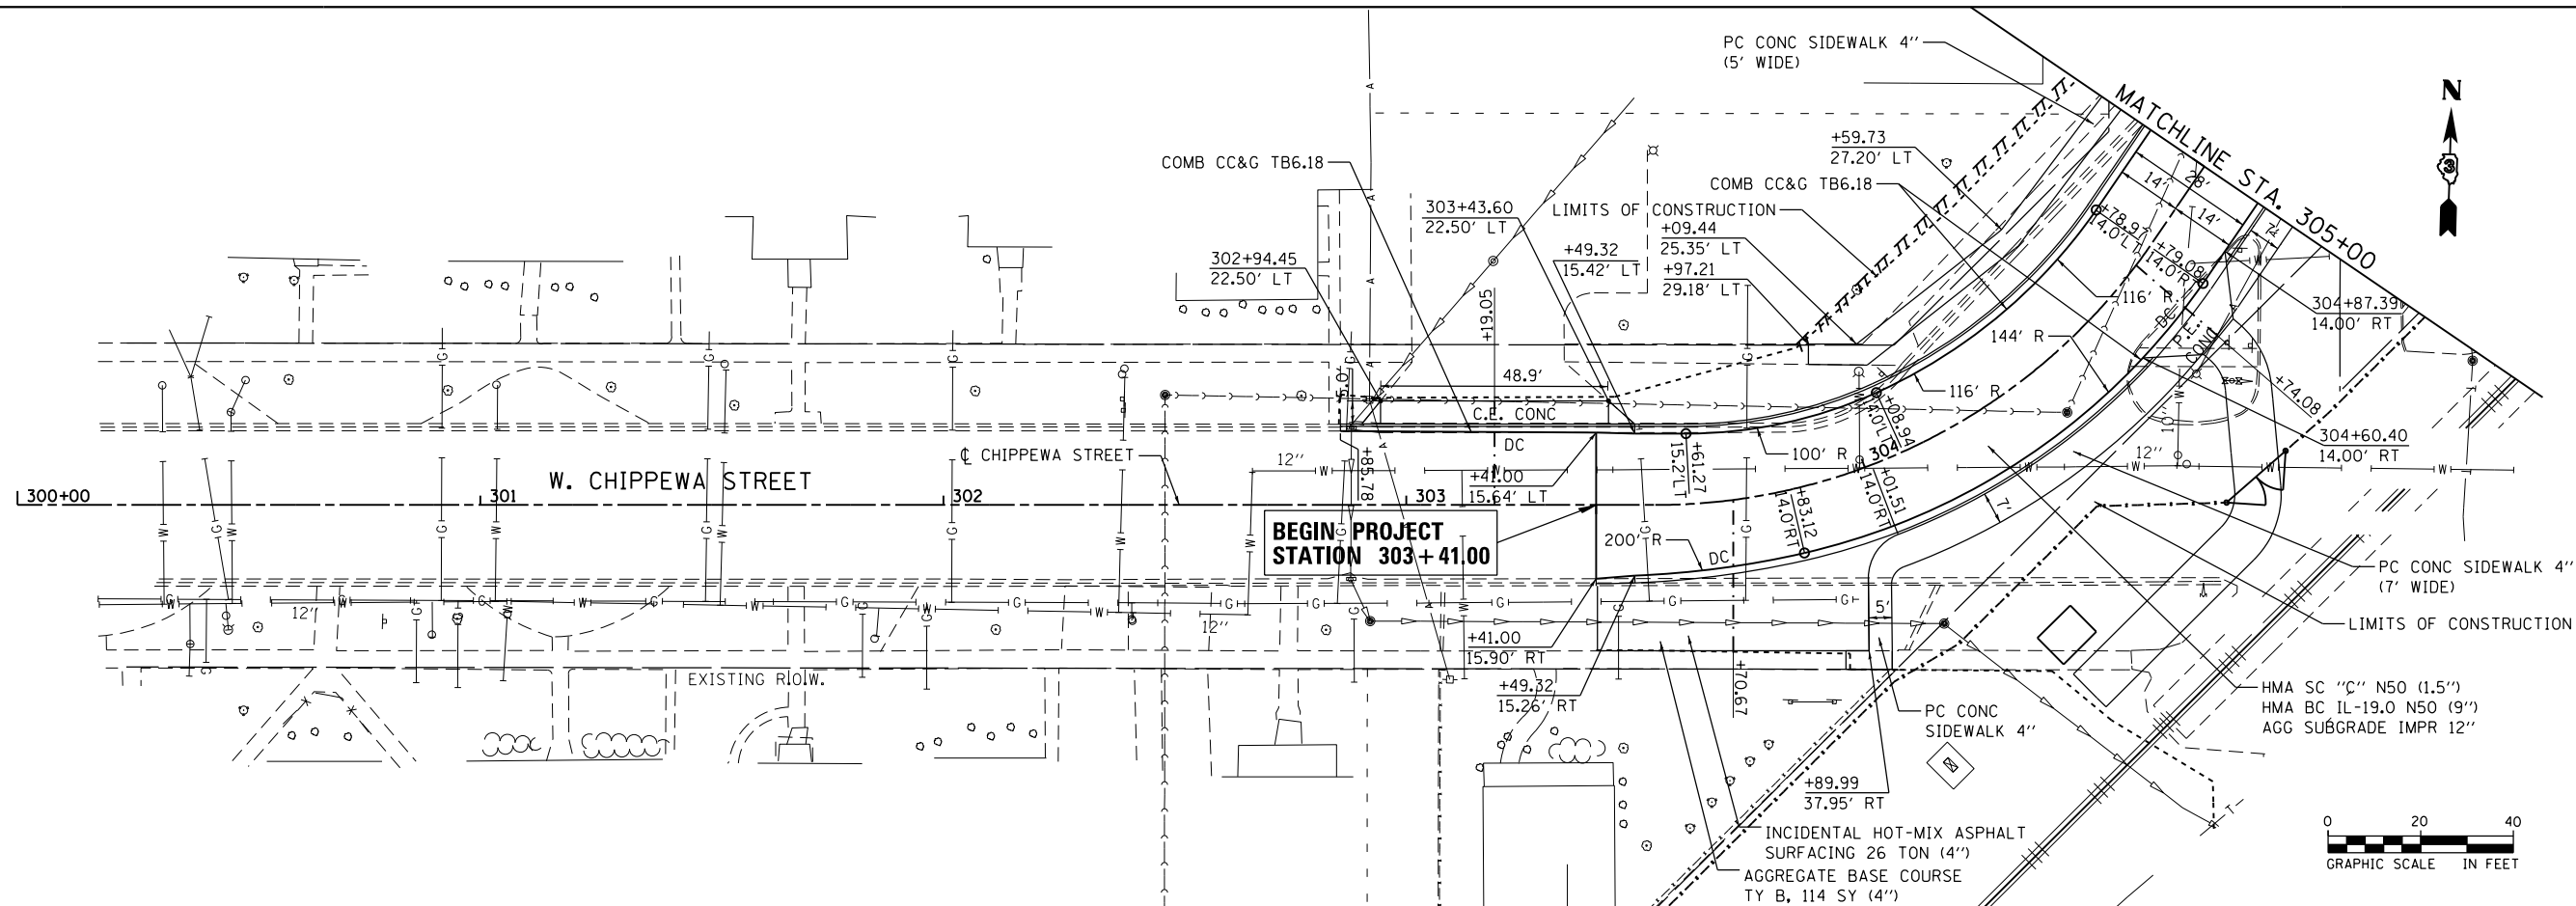 PC CONC SIDEWALK 4"
(5' WIDE)
MATCHLINE STA. 305+00
N
3
COMB CC&G TB6.18
+59.73
27.20' LT
COMB CC&G TB6.18
303+43.60
22.50' LT
LIMITS OF CONSTRUCTION
+09.44
25.35' LT
302+94.45
22.50' LT
+49.32
15.42' LT
+97.21
29.18' LT
28'
14'
14'
7'
+78.97
14.0' LT
+79.08
14.0' RT
+19.05
116' R
304+87.39
14.00' RT
144' R
P.E.
CONC
DC
48.9'
5.0'
C.E. CONC
DC
116' R
+74.08
10'
+08.94
14.0' LT
304
100' R
304+60.40
14.00' RT
12"
12"
℄ CHIPPEWA STREET
W. CHIPPEWA STREET
+85.78
+41.00
15.64' LT
+61.27
15.2' LT
+01.51
14.0' RT
+83.12
14.0' RT
7'
300+00
301
302
303
BEGIN PROJECT
STATION 303+41.00
200' R
DC
PC CONC SIDEWALK 4"
(7' WIDE)
12"
12"
5'
LIMITS OF CONSTRUCTION
+41.00
15.90' RT
EXISTING R.O.W.
+49.32
15.26' RT
+70.67
HMA SC "C" N50 (1.5")
HMA BC IL-19.0 N50 (9")
AGG SUBGRADE IMPR 12"
PC CONC
SIDEWALK 4"
+89.99
37.95' RT
INCIDENTAL HOT-MIX ASPHALT
SURFACING 26 TON (4")
AGGREGATE BASE COURSE
TY B, 114 SY (4")
0 20 40
GRAPHIC SCALE IN FEET